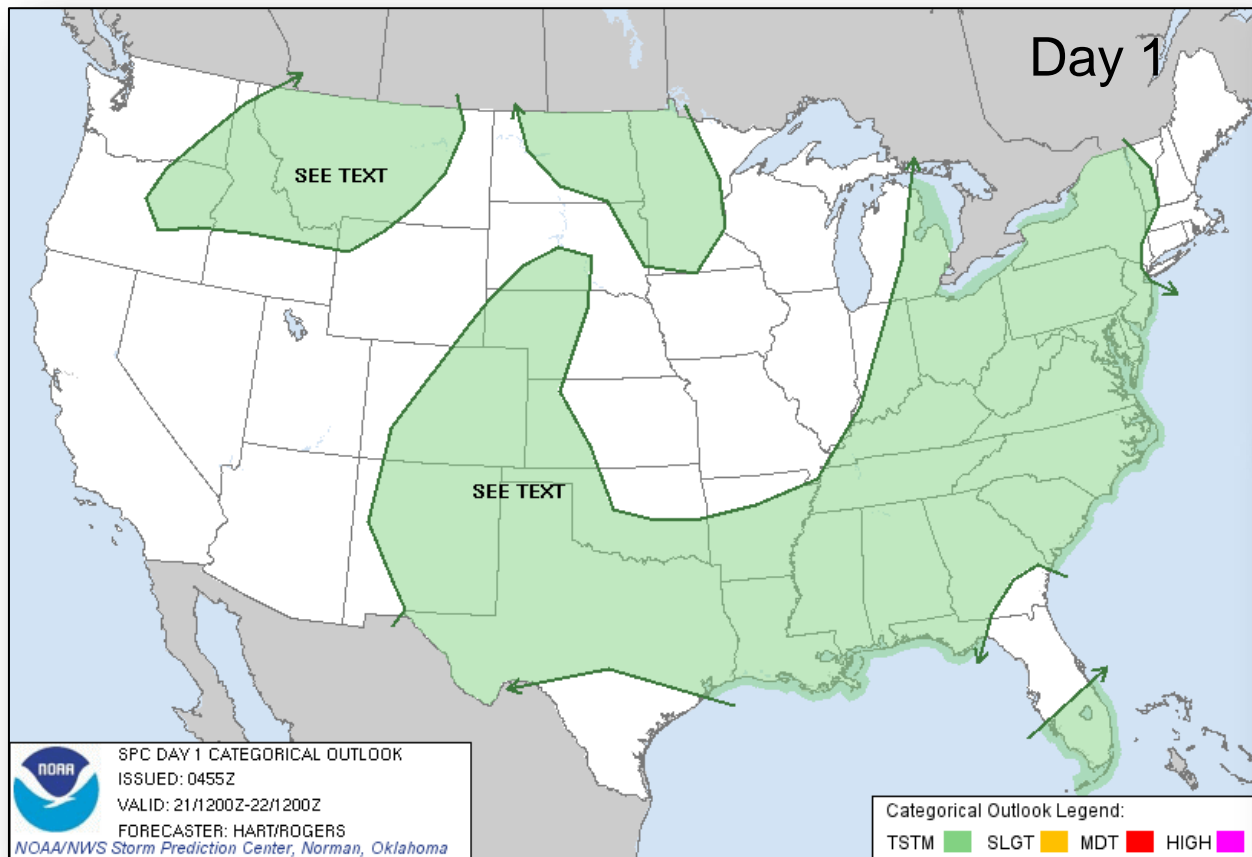 Day 1
SEE TEXT
SEE TEXT
NOAA
SPC DAY 1 CATEGORICAL OUTLOOK
ISSUED: 0455Z
VALID: 21/1200Z-22/1200Z
FORECASTER: HART/ROGERS
NOAA/NWS Storm Prediction Center, Norman, Oklahoma
Categorical Outlook Legend:
TSTM SLGT MDT HIGH